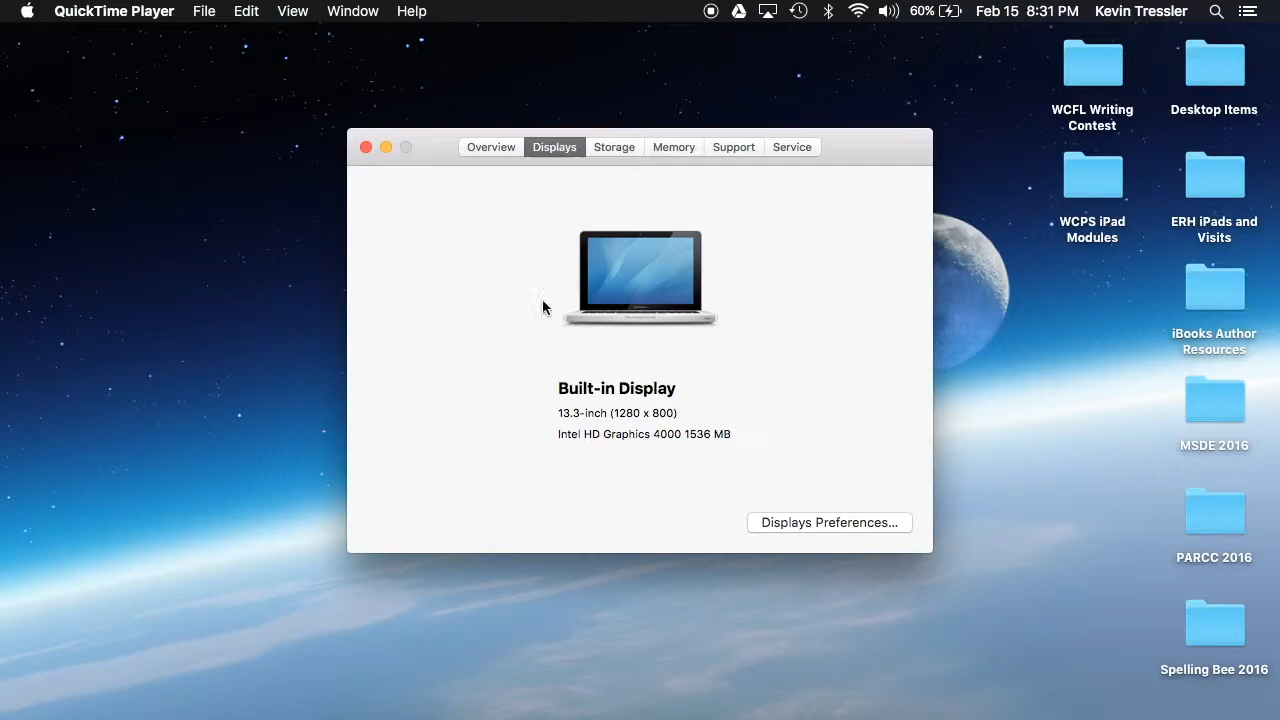 QuickTime Player File Edit View Window Help 60% Feb 15 8:31 PM Kevin Tressler
Overview Displays Storage Memory Support Service
Built-in Display
13.3-inch (1280 x 800)
Intel HD Graphics 4000 1536 MB
Displays Preferences...
WCFL Writing
Contest
Desktop Items
WCPS iPad
Modules
ERH iPads and
Visits
iBooks Author
Resources
MSDE 2016
PARCC 2016
Spelling Bee 2016